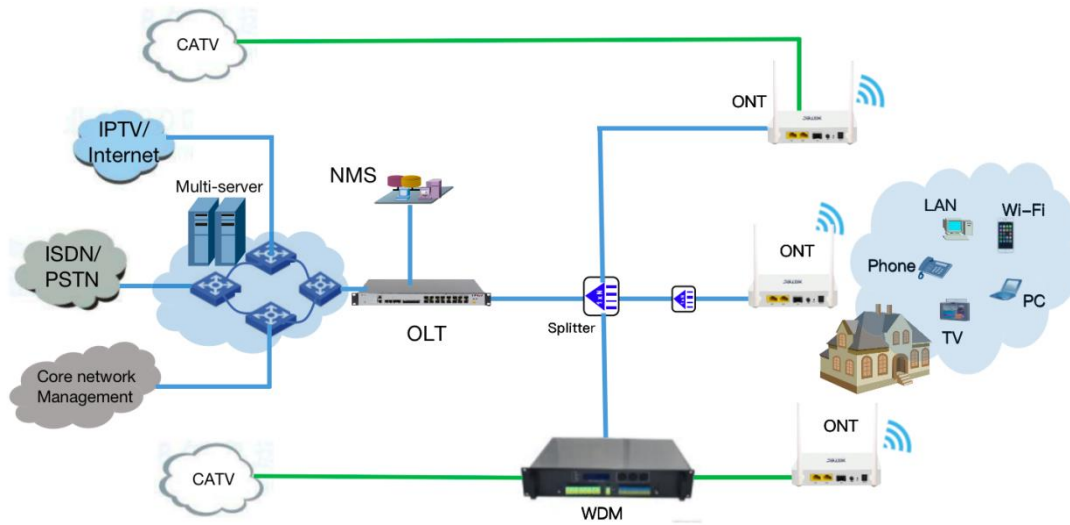 CATV
ONT
IPTV/
Internet
Multi-server
NMS
LAN
Wi-Fi
ISDN/
PSTN
ONT
Phone
PC
OLT
Splitter
TV
Core network
Management
ONT
CATV
WDM